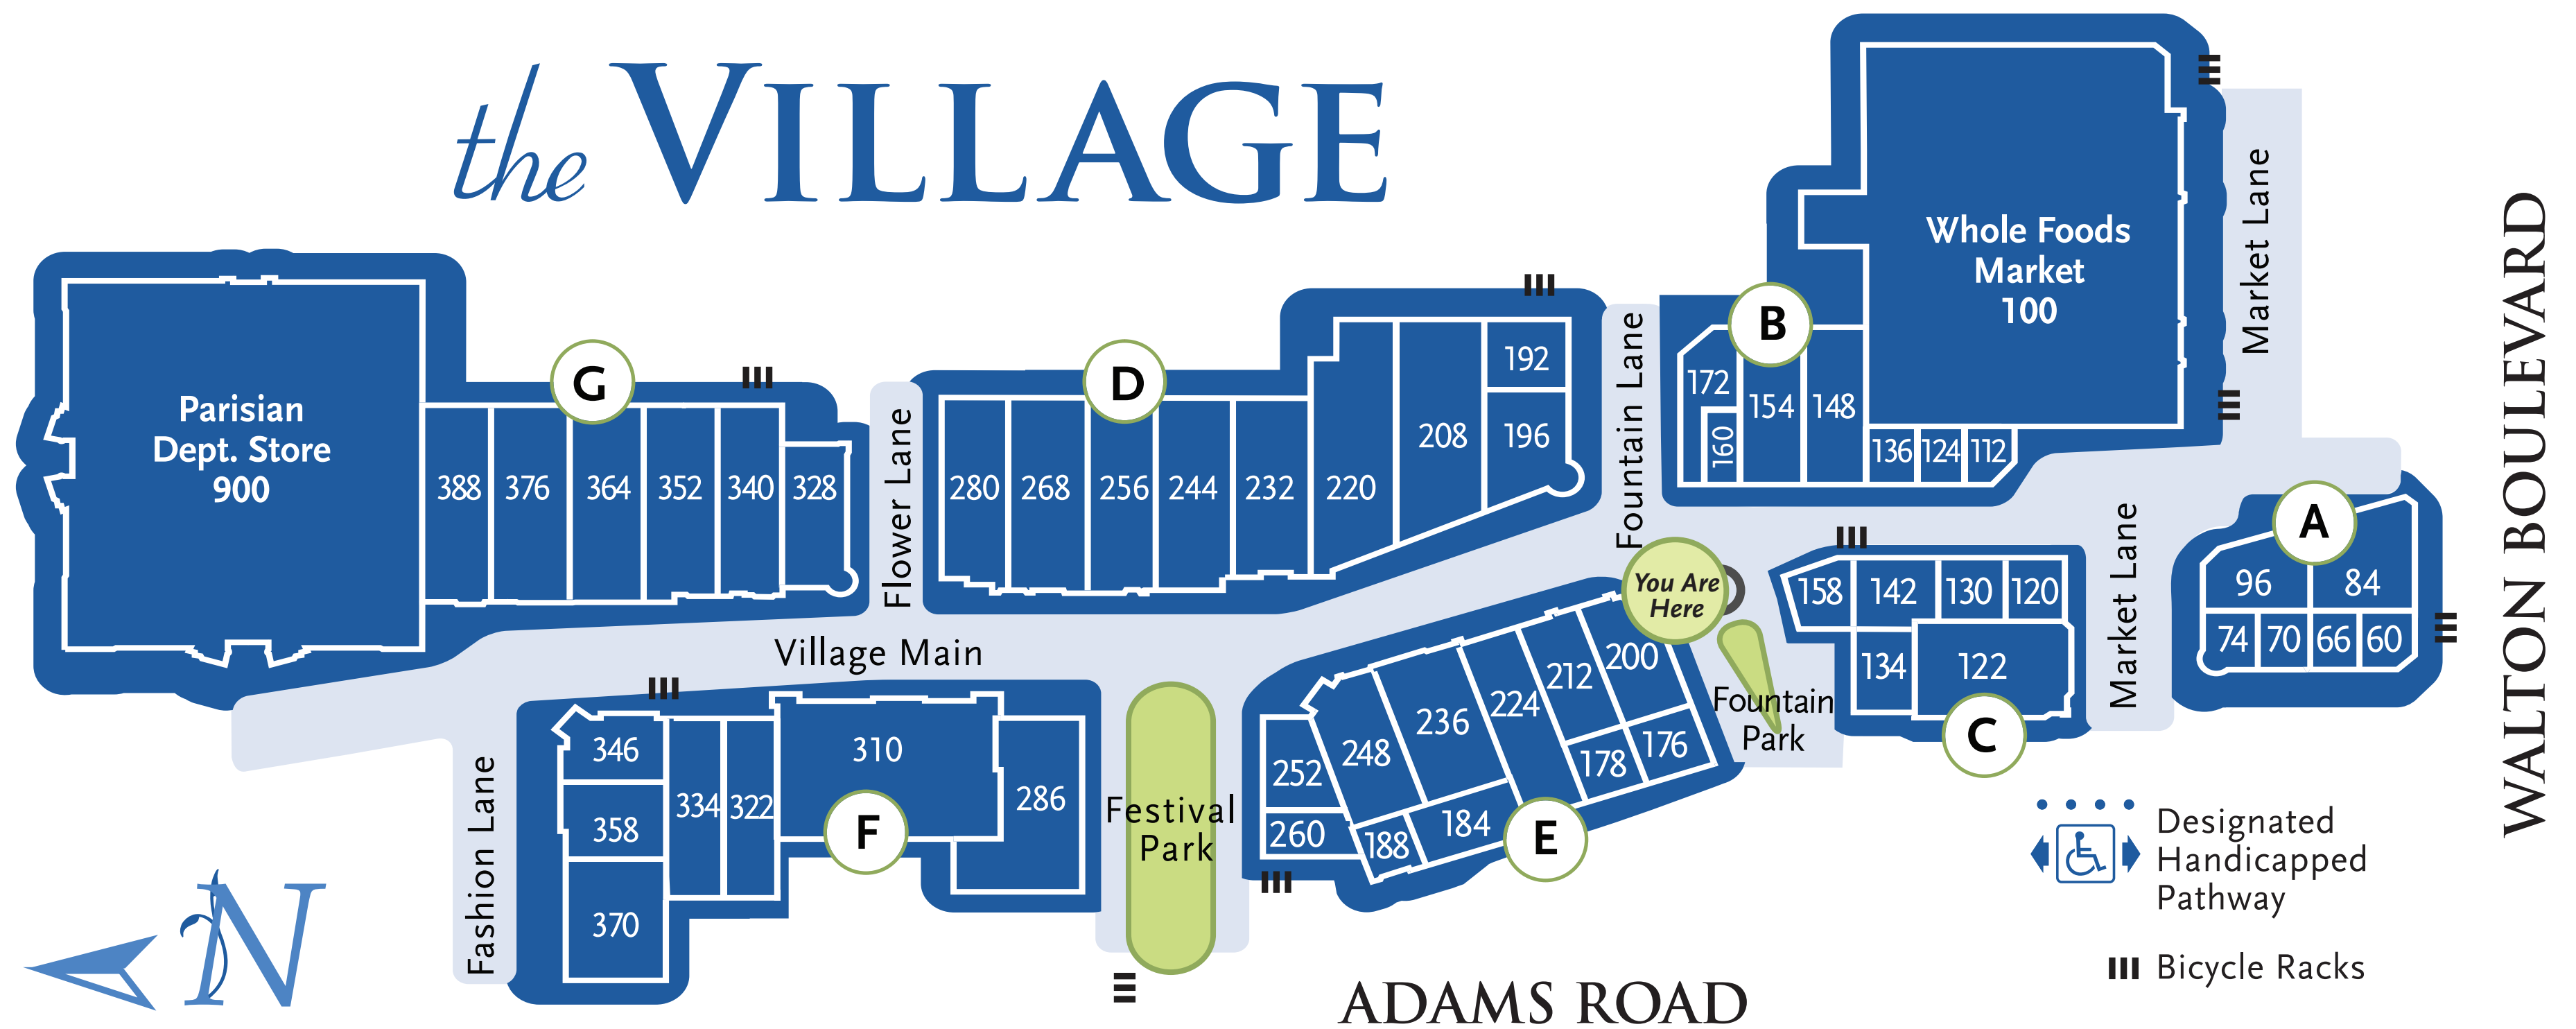 the VILLAGE
Parisian
Dept. Store
900
388
376
364
352
340
328
G
Flower Lane
280
268
256
244
232
220
208
192
196
D
Fountain Lane
172
160
154
148
B
Whole Foods
Market
100
136
124
112
Market Lane
WALTON BOULEVARD
A
96
84
74
70
66
60
Market Lane
158
142
130
120
134
122
C
You Are
Here
Fountain
Park
Village Main
200
212
224
236
248
252
260
188
184
178
176
E
Festival
Park
346
358
370
334
322
310
286
F
Fashion Lane
N
ADAMS ROAD
Designated
Handicapped
Pathway
Bicycle Racks